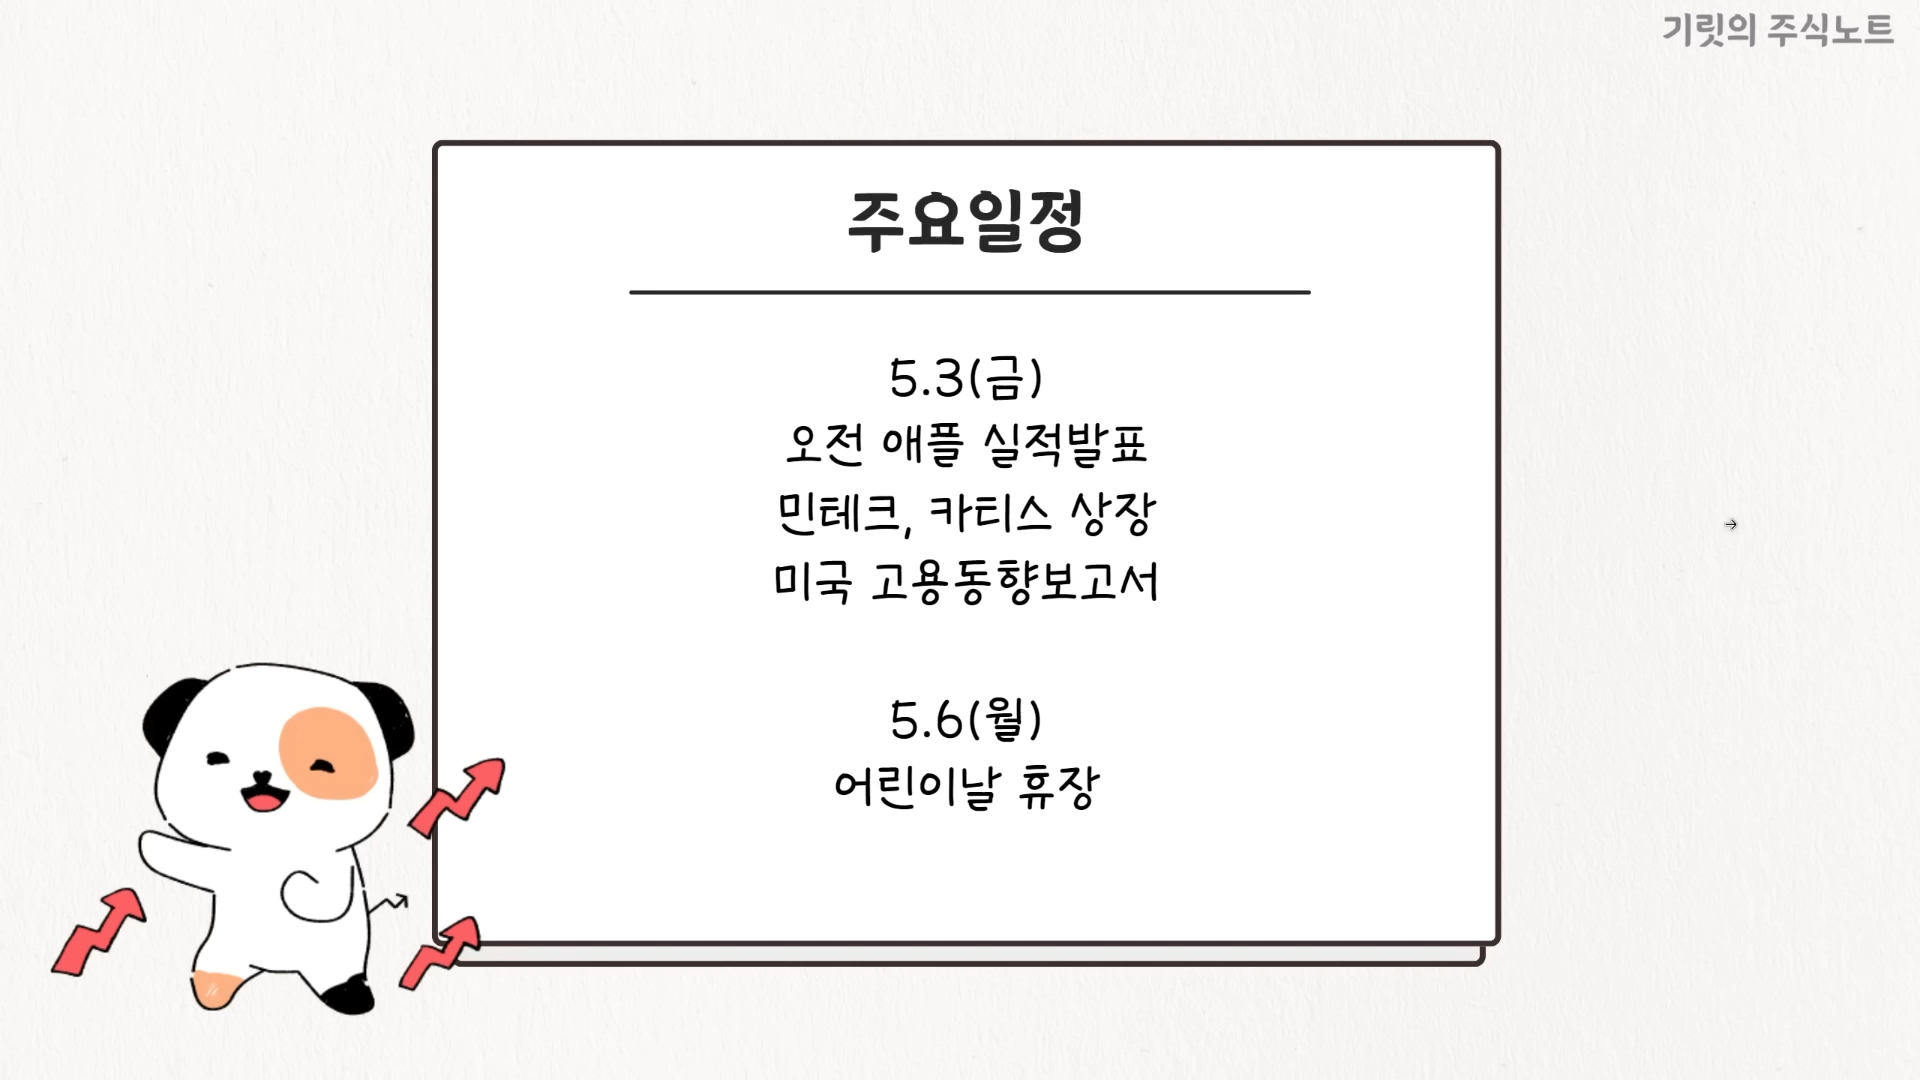 기릿의 주식노트
주요일정
5.3(금)
오전 애플 실적발표
민테크, 카티스 상장
미국 고용동향보고서
5.6(월)
어린이날 휴장